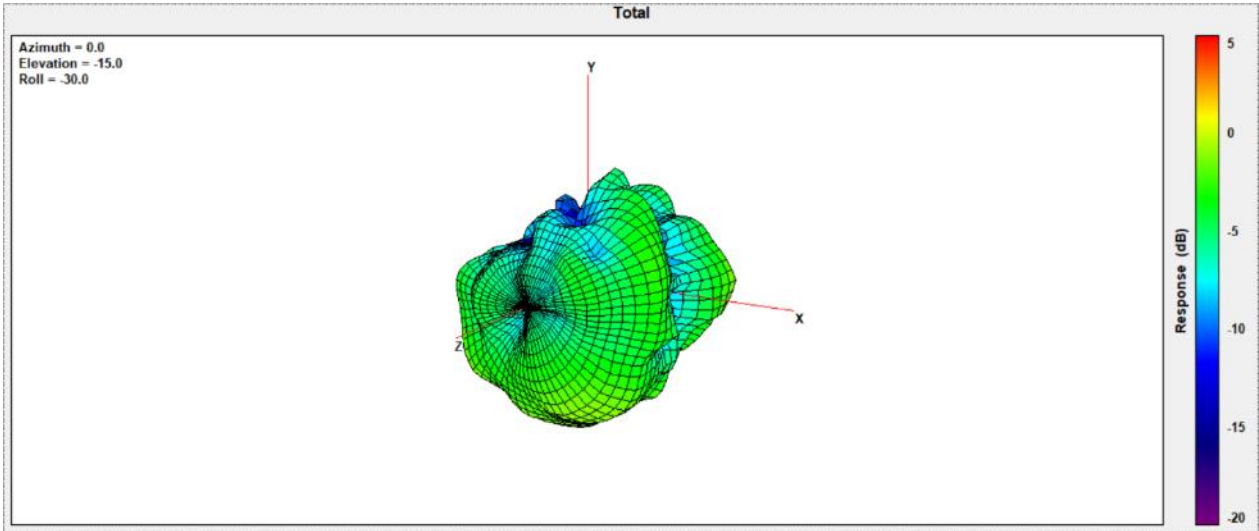 Total
Azimuth = 0.0
Elevation = -15.0
Roll = -30.0
Y
X
Z
5
0
-5
-10
-15
-20
Response (dB)